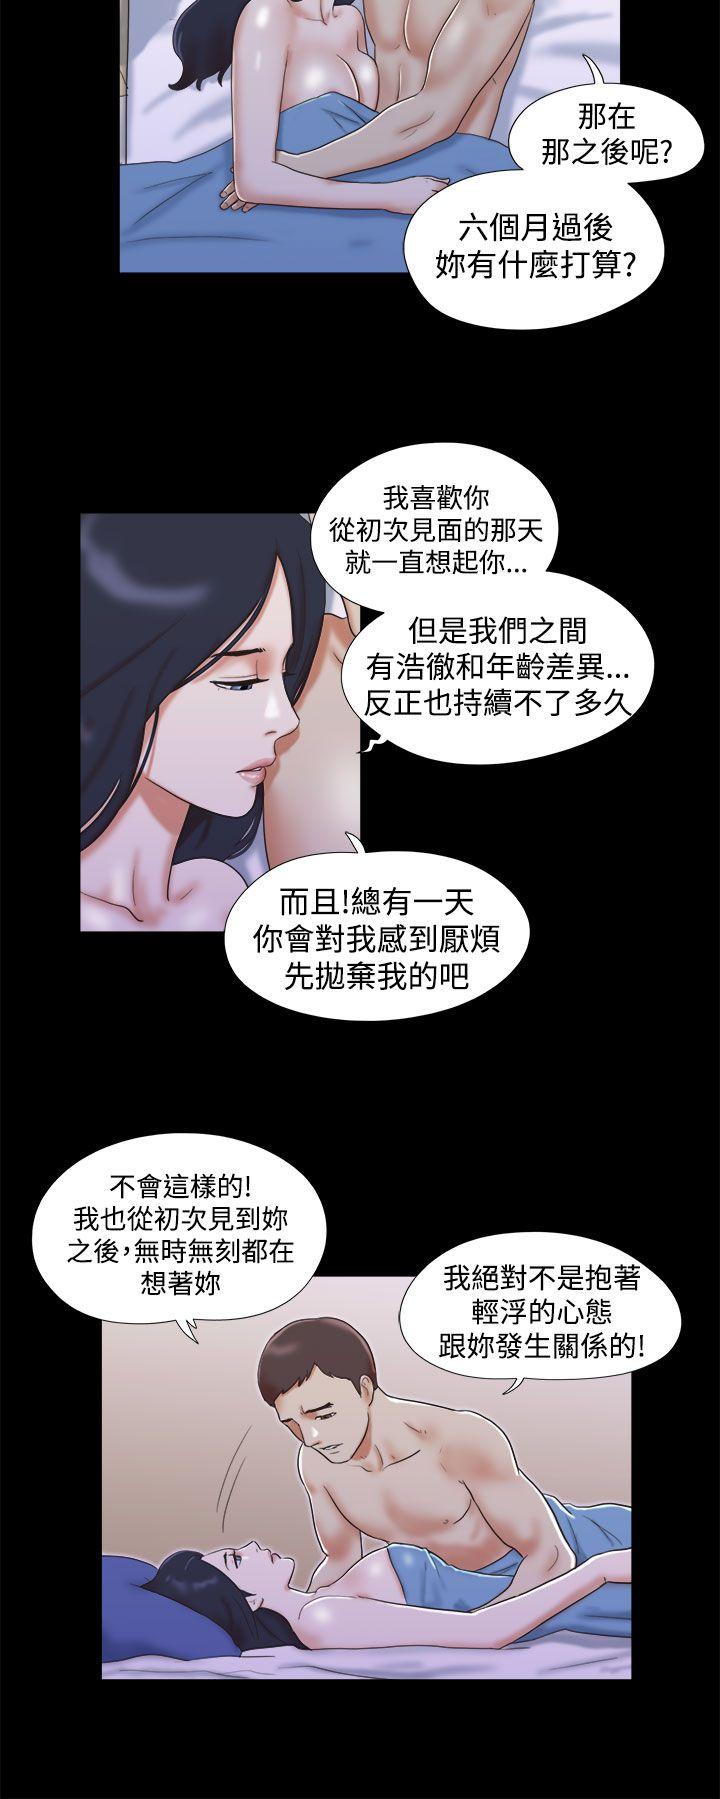 那在
那之後呢?
六個月過後
妳有什麼打算?
我喜歡你
從初次見面的那天
就一直想起你...
但是我們之間
有浩徹和年齡差異...
反正也持續不了多久
而且!總有一天
你會對我感到厭煩
先拋棄我的吧
不會這樣的!
我也從初次見到妳
之後,無時無刻都在
想著妳
我絕對不是抱著
輕浮的心態
跟妳發生關係的!